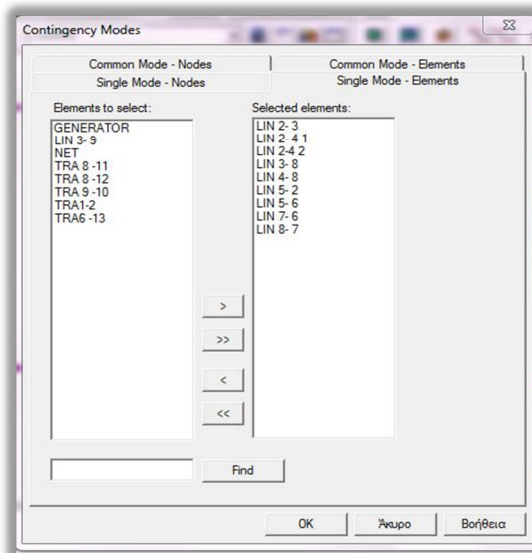 Contingency Modes
Common Mode - Nodes
Common Mode - Elements
Single Mode - Nodes
Single Mode - Elements
Elements to select:
GENERATOR
LIN 3- 9
NET
TRA 8 -11
TRA 8 -12
TRA 9 -10
TRA1-2
TRA6 -13
Selected elements:
LIN 2- 3
LIN 2- 4 1
LIN 2-4 2
LIN 3- 8
LIN 4- 8
LIN 5- 2
LIN 5- 6
LIN 7- 6
LIN 8- 7
>
>>
<
<<
Find
OK
Άκυρο
Βοήθεια